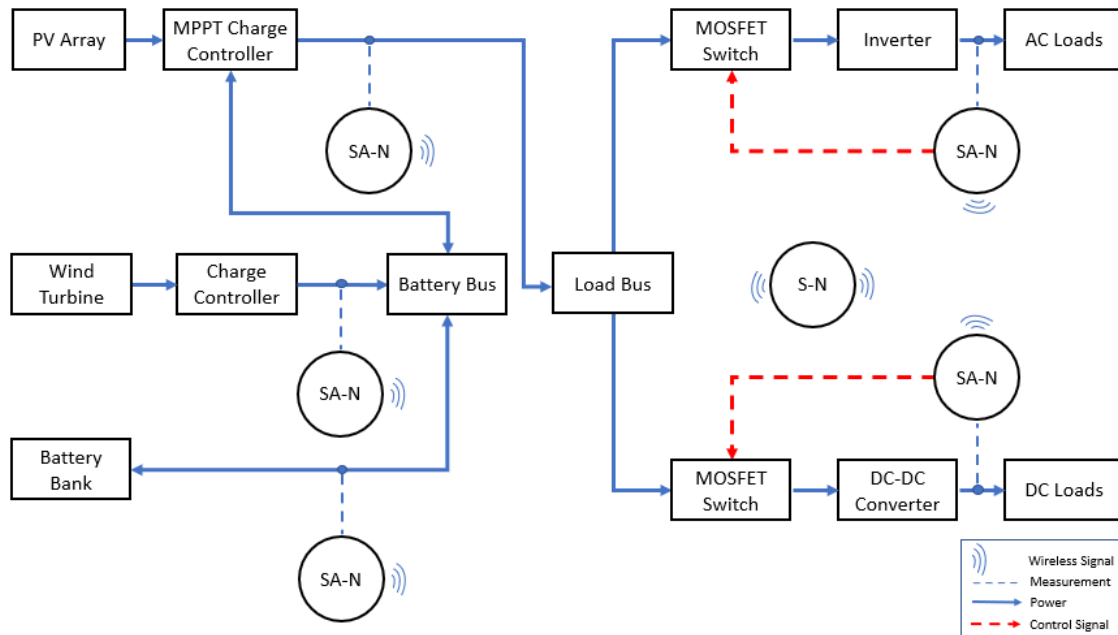 PV Array
MPPT Charge
Controller
MOSFET
Switch
Inverter
AC Loads
SA-N
SA-N
Wind
Turbine
Charge
Controller
Battery Bus
Load Bus
S-N
SA-N
SA-N
Battery
Bank
MOSFET
Switch
DC-DC
Converter
DC Loads
SA-N
Wireless Signal
Measurement
Power
Control Signal